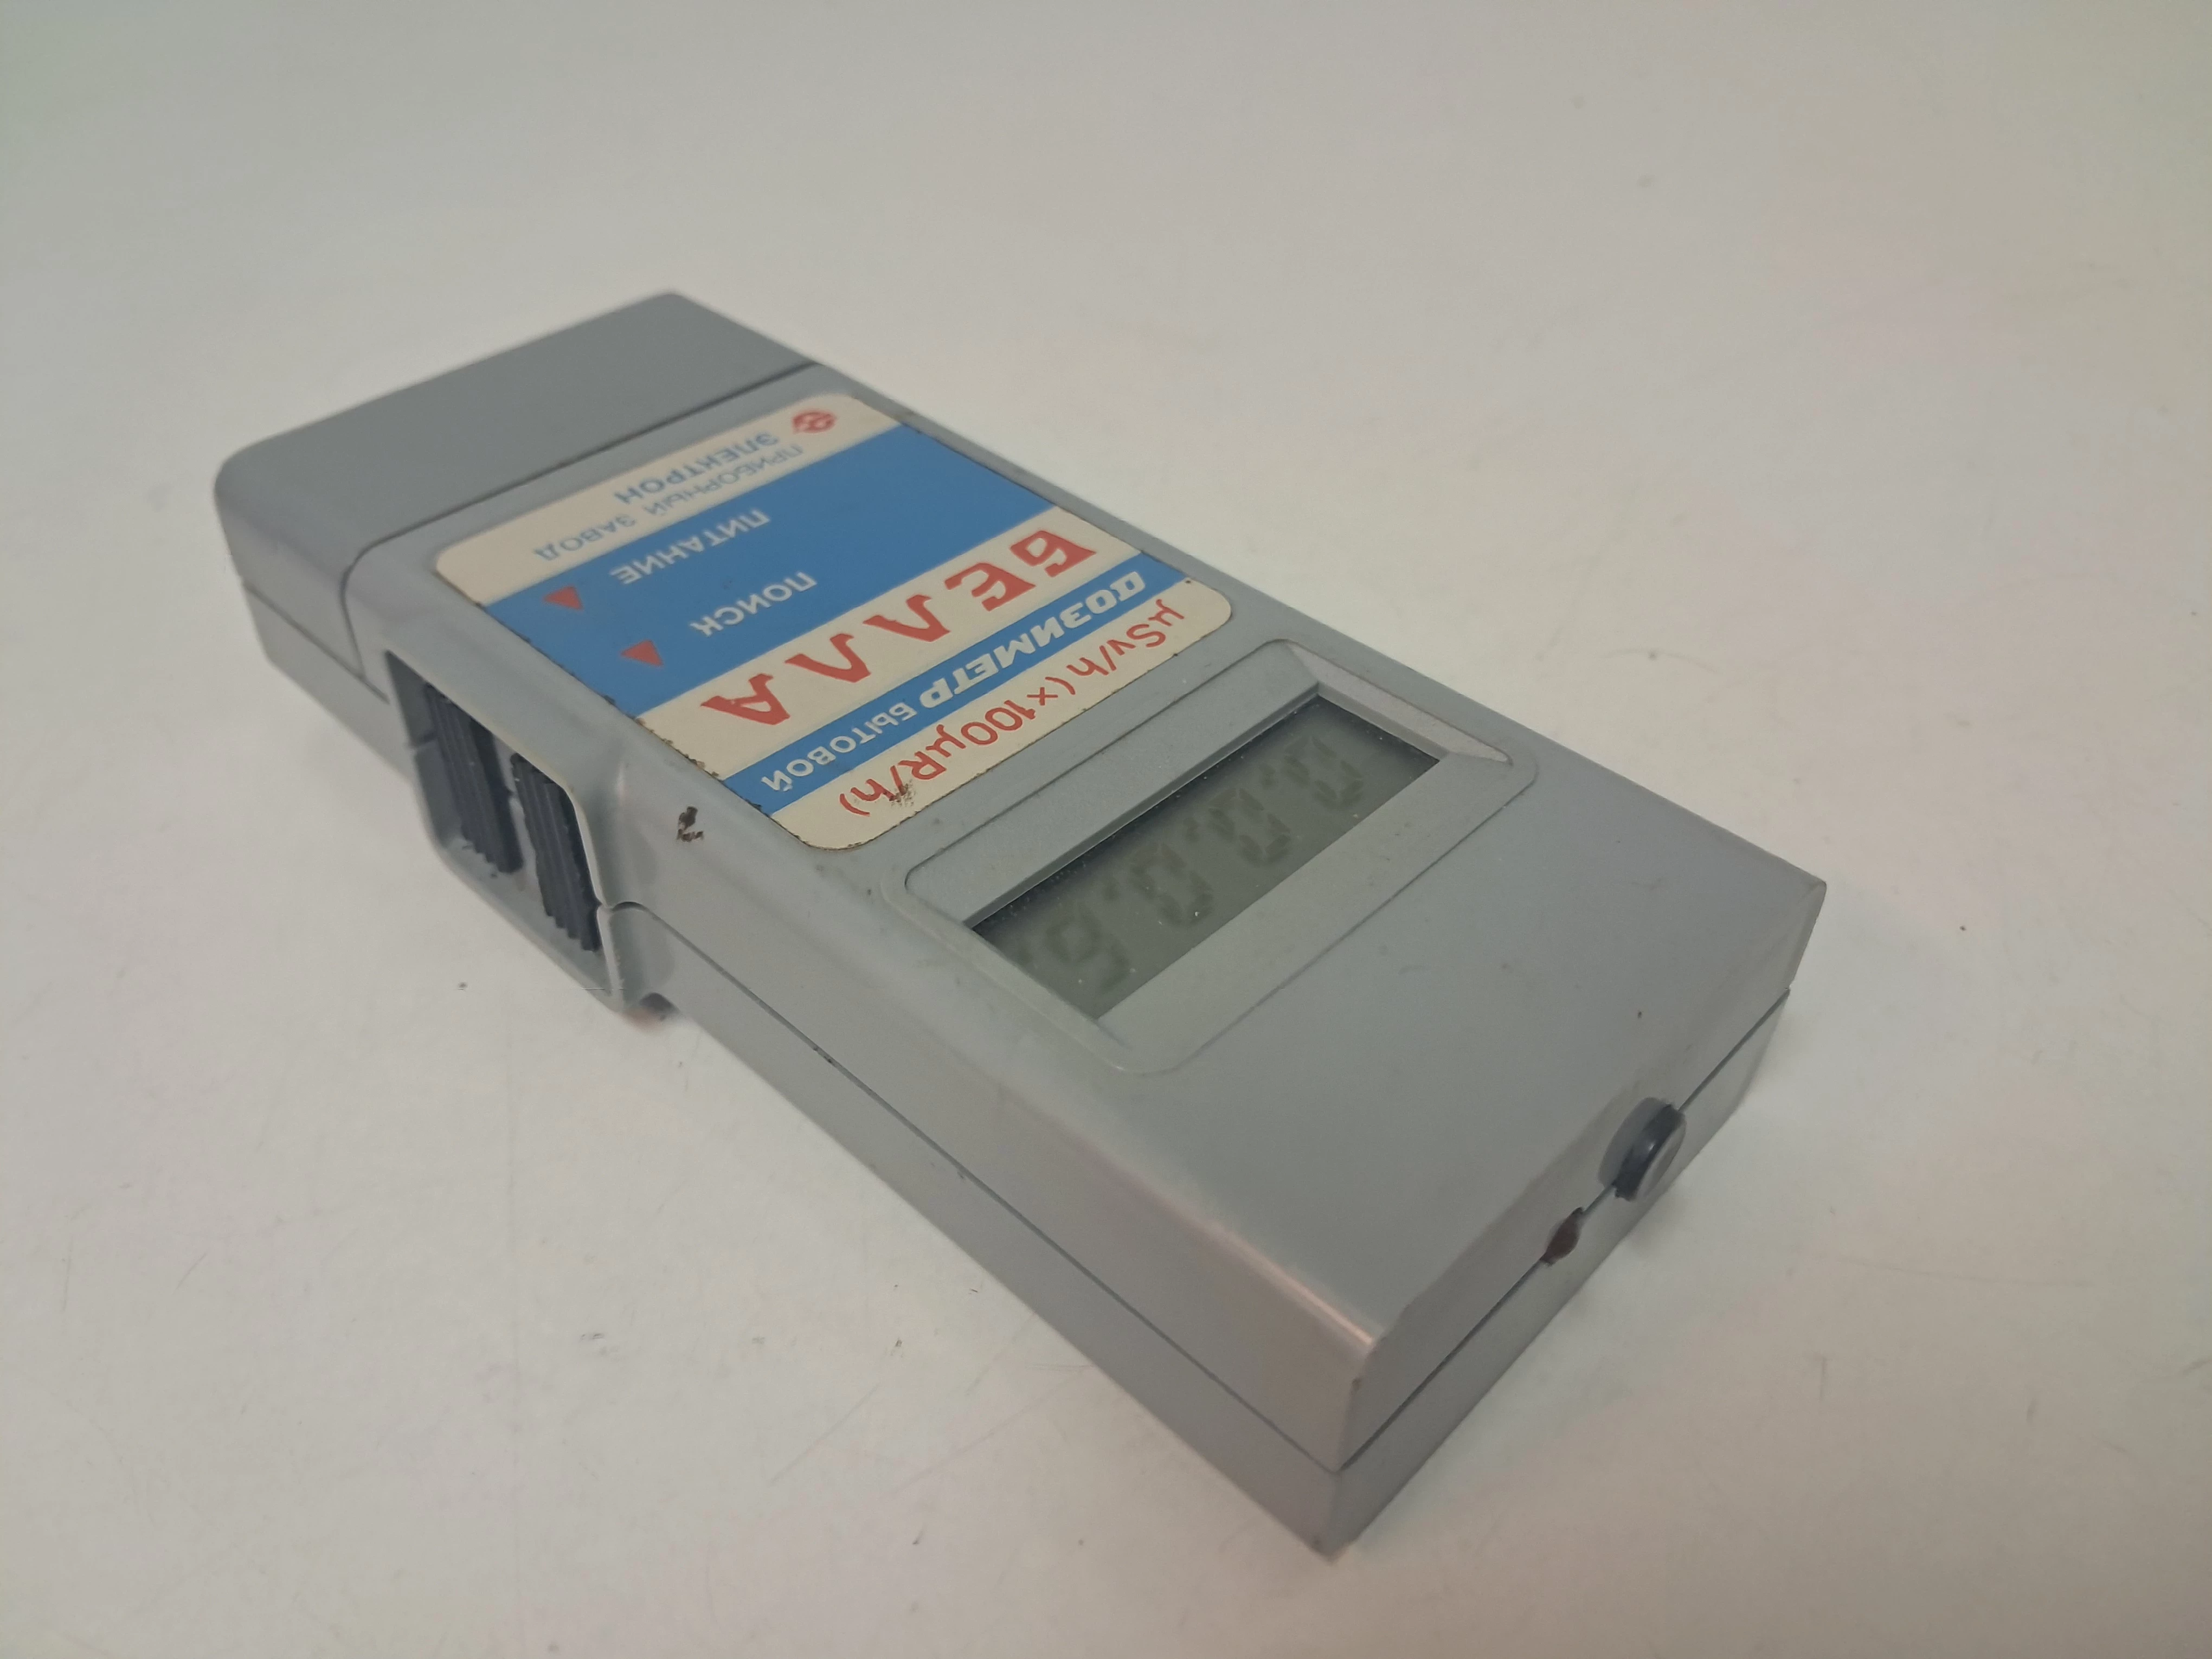 μSv/h (×100μR/h)
ДОЗИМЕТР БЫТОВОЙ
БЕЛЛА
ПОИСК
ПИТАНИЕ
ПРИБОРНЫЙ ЗАВОД
ЭЛЕКТРОН